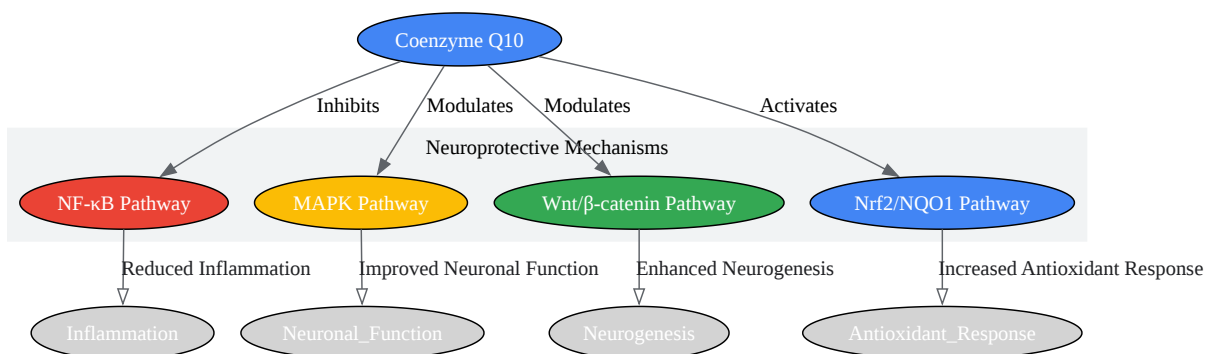 Coenzyme Q10
Inhibits
Modulates
Modulates
Activates
Neuroprotective Mechanisms
NF-κB Pathway
MAPK Pathway
Wnt/β-catenin Pathway
Nrf2/NQO1 Pathway
Reduced Inflammation
Improved Neuronal Function
Enhanced Neurogenesis
Increased Antioxidant Response
Inflammation
Neuronal_Function
Neurogenesis
Antioxidant_Response